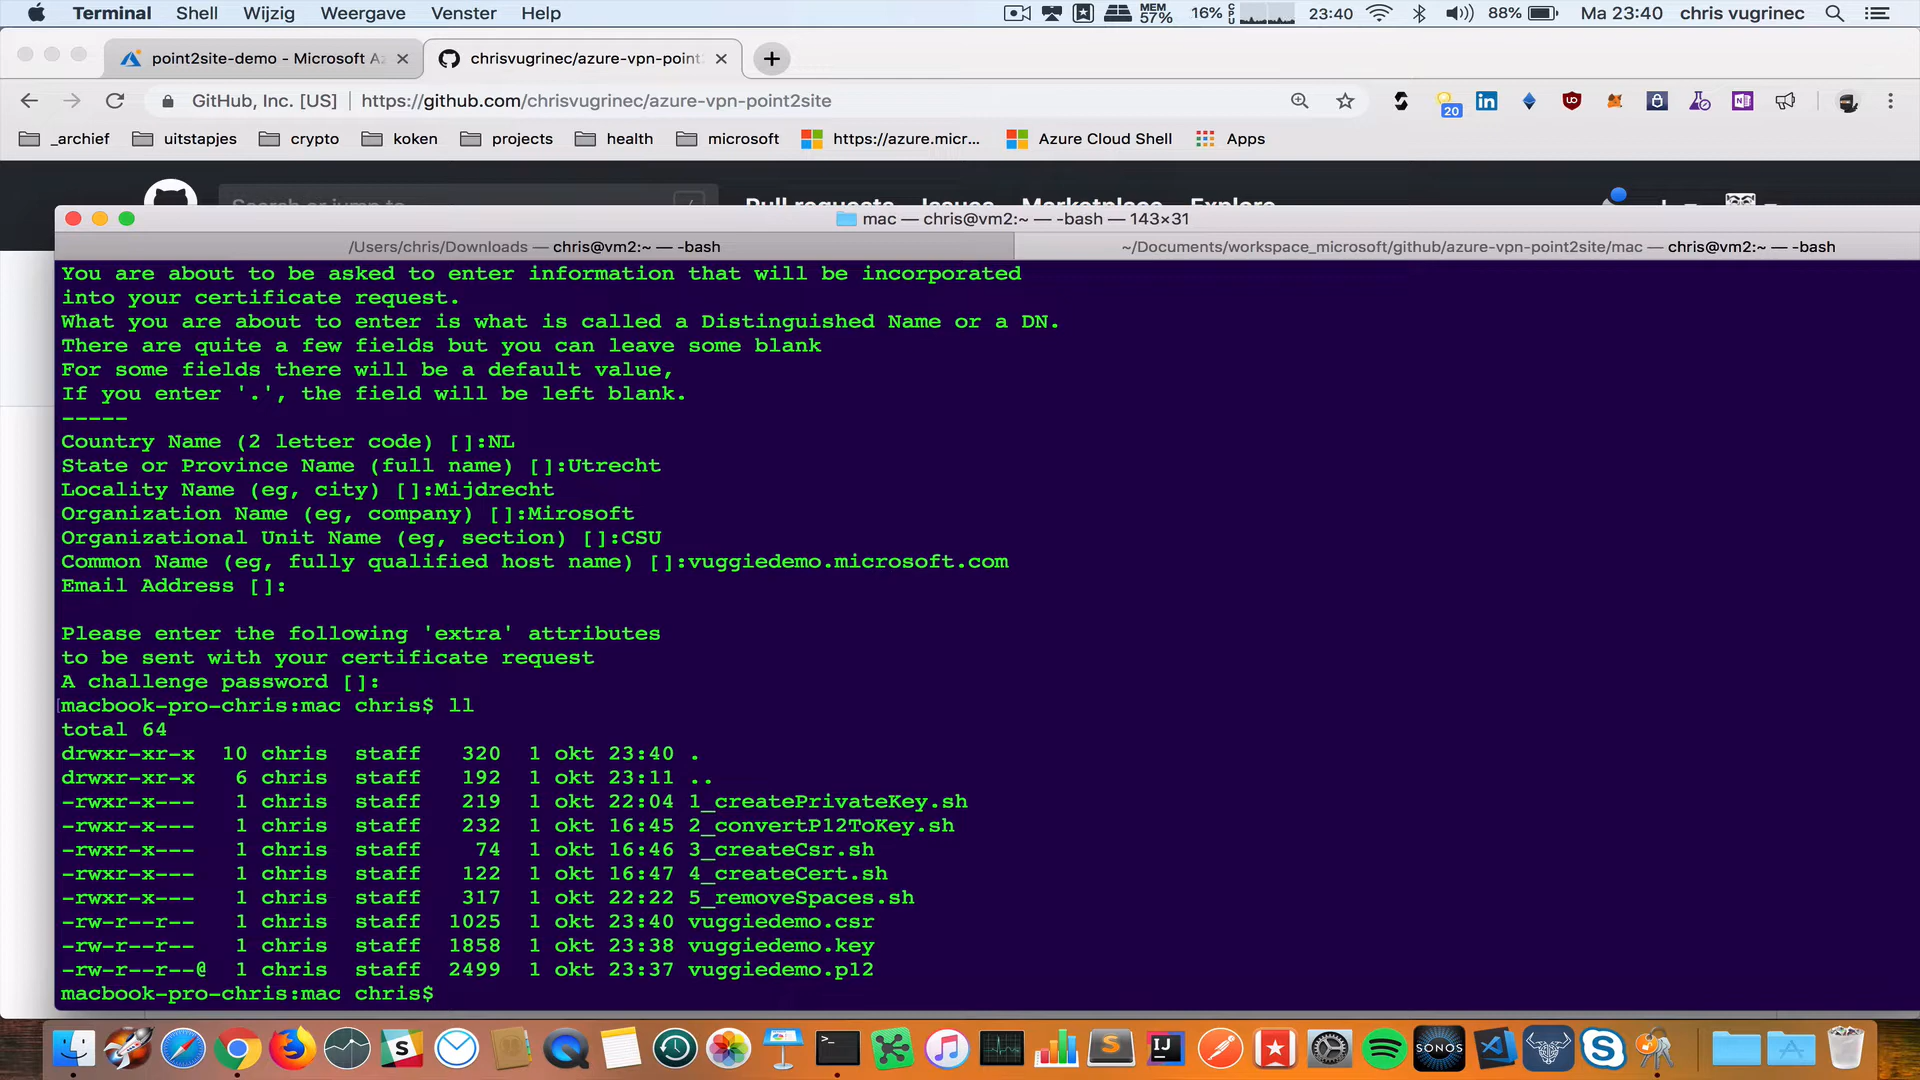 Terminal Shell Wijzig Weergave Venster Help MEM 57% 16% CPU 23:40 88% Ma 23:40 chris vugrinec
point2site-demo - Microsoft Az chrisvugrinec/azure-vpn-point
GitHub, Inc. [US] | https://github.com/chrisvugrinec/azure-vpn-point2site 20
_archief uitstapjes crypto koken projects health microsoft https://azure.micr... Azure Cloud Shell Apps
Search or jump to... / Pull requests Issues Marketplace Explore
mac — chris@vm2:~ — -bash — 143×31
/Users/chris/Downloads — chris@vm2:~ — -bash ~/Documents/workspace_microsoft/github/azure-vpn-point2site/mac — chris@vm2:~ — -bash
You are about to be asked to enter information that will be incorporated
into your certificate request.
What you are about to enter is what is called a Distinguished Name or a DN.
There are quite a few fields but you can leave some blank
For some fields there will be a default value,
If you enter '.', the field will be left blank.
-----
Country Name (2 letter code) []:NL
State or Province Name (full name) []:Utrecht
Locality Name (eg, city) []:Mijdrecht
Organization Name (eg, company) []:Mirosoft
Organizational Unit Name (eg, section) []:CSU
Common Name (eg, fully qualified host name) []:vuggiedemo.microsoft.com
Email Address []:
Please enter the following 'extra' attributes
to be sent with your certificate request
A challenge password []:
macbook-pro-chris:mac chris$ ll
total 64
drwxr-xr-x 10 chris staff 320 1 okt 23:40 .
drwxr-xr-x 6 chris staff 192 1 okt 23:11 ..
-rwxr-x--- 1 chris staff 219 1 okt 22:04 1_createPrivateKey.sh
-rwxr-x--- 1 chris staff 232 1 okt 16:45 2_convertP12ToKey.sh
-rwxr-x--- 1 chris staff 74 1 okt 16:46 3_createCsr.sh
-rwxr-x--- 1 chris staff 122 1 okt 16:47 4_createCert.sh
-rwxr-x--- 1 chris staff 317 1 okt 22:22 5_removeSpaces.sh
-rw-r--r-- 1 chris staff 1025 1 okt 23:40 vuggiedemo.csr
-rw-r--r-- 1 chris staff 1858 1 okt 23:38 vuggiedemo.key
-rw-r--r--@ 1 chris staff 2499 1 okt 23:37 vuggiedemo.p12
macbook-pro-chris:mac chris$
SONOS